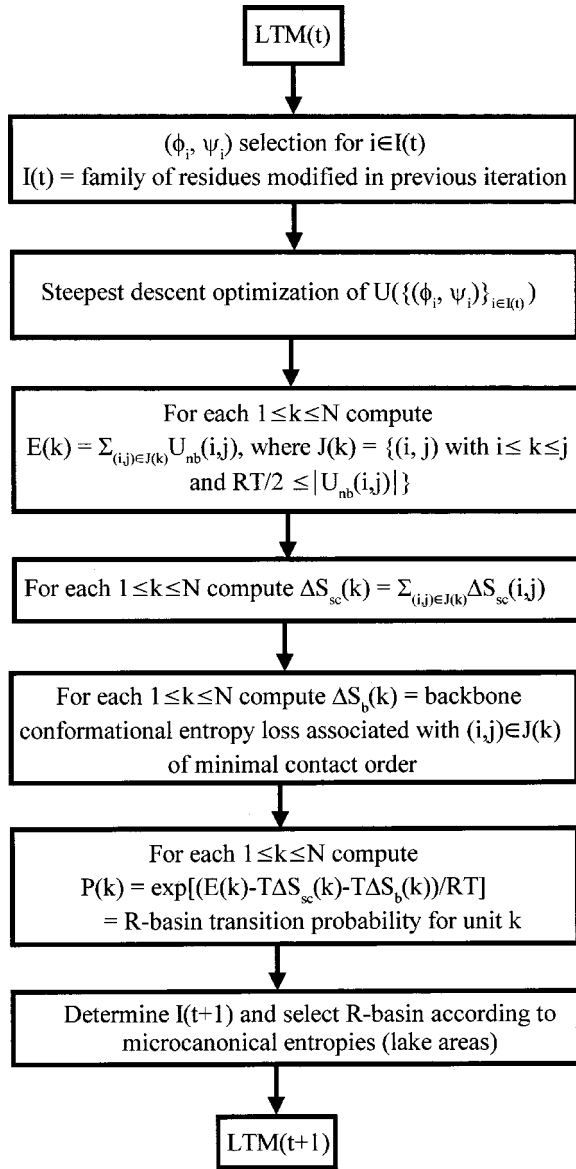 LTM(t)
(ϕᵢ, ψᵢ) selection for i∈I(t)
I(t) = family of residues modified in previous iteration
Steepest descent optimization of U({(ϕᵢ, ψᵢ)}ᵢ∈I(t))
For each 1≤k≤N compute
E(k) = Σ(i,j)∈J(k)Unb(i,j), where J(k) = {(i, j) with i≤ k≤j
and RT/2 ≤|Unb(i,j)|}
For each 1≤k≤N compute ΔSsc(k) = Σ(i,j)∈J(k)ΔSsc(i,j)
For each 1≤k≤N compute ΔSb(k) = backbone
conformational entropy loss associated with (i,j)∈J(k)
of minimal contact order
For each 1≤k≤N compute
P(k) = exp[(E(k)-TΔSsc(k)-TΔSb(k))/RT]
= R-basin transition probability for unit k
Determine I(t+1) and select R-basin according to
microcanonical entropies (lake areas)
LTM(t+1)